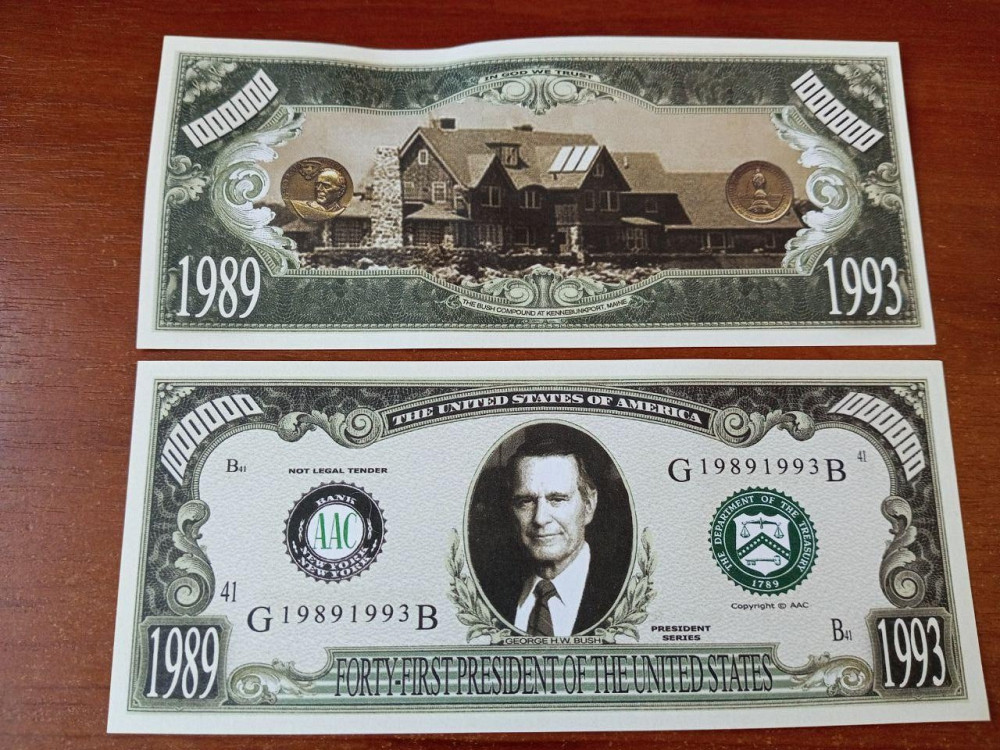 IN GOD WE TRUST
1000000
1000000
1989
1993
THE BUSH COMPOUND AT KENNEBUNKPORT, MAINE
THE UNITED STATES OF AMERICA
1000000
1000000
B41
NOT LEGAL TENDER
G19891993B
41
BANK
AAC
NEW YORK
NEW YORK
THE DEPARTMENT OF THE TREASURY
1789
Copyright © AAC
41
G19891993B
PRESIDENT
SERIES
B41
GEORGE H.W. BUSH
1989
1993
FORTY-FIRST PRESIDENT OF THE UNITED STATES